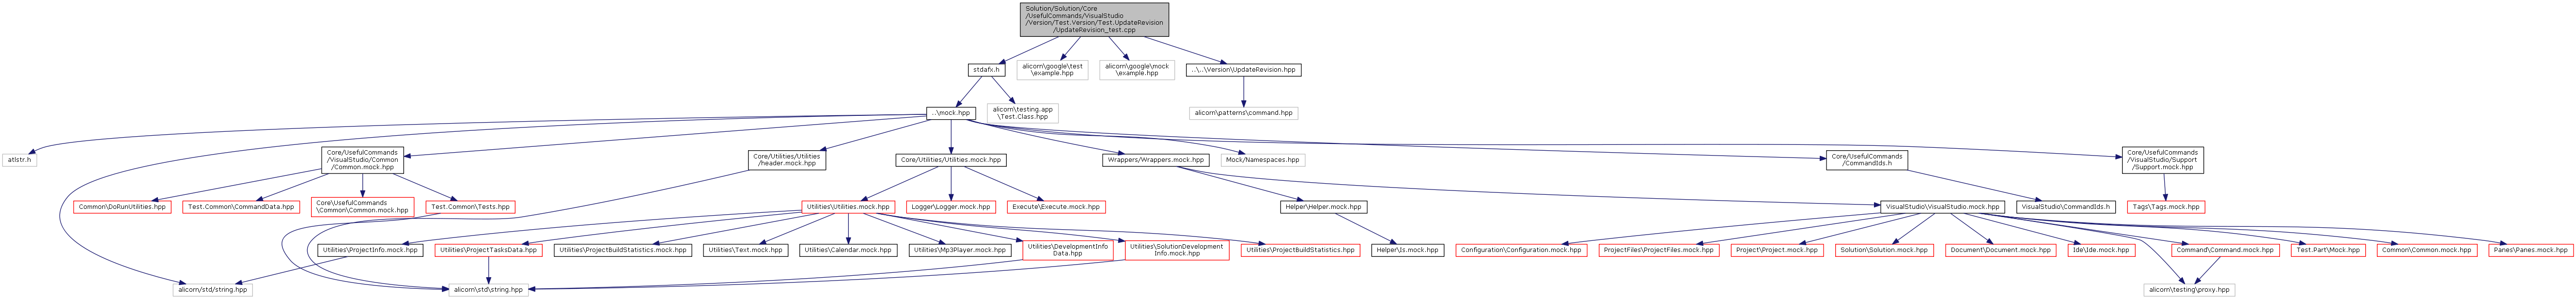 Solution/Solution/Core
/UsefulCommands/VisualStudio
/Version/Test.Version/Test.UpdateRevision
/UpdateRevision_test.cpp
stdafx.h
alicorn\google\test
\example.hpp
alicorn\google\mock
\example.hpp
..\..\Version\UpdateRevision.hpp
..\mock.hpp
alicorn\testing.app
\Test.Class.hpp
alicorn\patterns\command.hpp
atlstr.h
Core/UsefulCommands
/VisualStudio/Common
/Common.mock.hpp
Core/Utilities/Utilities
/header.mock.hpp
Core/Utilities/Utilities.mock.hpp
Wrappers/Wrappers.mock.hpp
Mock/Namespaces.hpp
Core/UsefulCommands
/CommandIds.h
Core/UsefulCommands
/VisualStudio/Support
/Support.mock.hpp
Common\DoRunUtilities.hpp
Test.Common\CommandData.hpp
Core\UsefulCommands
\Common\Common.mock.hpp
Test.Common\Tests.hpp
Utilities\Utilities.mock.hpp
Logger\Logger.mock.hpp
Execute\Execute.mock.hpp
Helper\Helper.mock.hpp
VisualStudio\VisualStudio.mock.hpp
VisualStudio\CommandIds.h
Tags\Tags.mock.hpp
Utilities\ProjectInfo.mock.hpp
Utilities\ProjectTasksData.hpp
Utilities\ProjectBuildStatistics.mock.hpp
Utilities\Text.mock.hpp
Utilities\Calendar.mock.hpp
Utilities\Mp3Player.mock.hpp
Utilities\DevelopmentInfo
Data.hpp
Utilities\SolutionDevelopment
Info.mock.hpp
Utilities\ProjectBuildStatistics.hpp
Helper\Is.mock.hpp
Configuration\Configuration.mock.hpp
ProjectFiles\ProjectFiles.mock.hpp
Project\Project.mock.hpp
Solution\Solution.mock.hpp
Document\Document.mock.hpp
Ide\Ide.mock.hpp
Command\Command.mock.hpp
Test.Part\Mock.hpp
Common\Common.mock.hpp
Panes\Panes.mock.hpp
alicorn/std/string.hpp
alicorn\std\string.hpp
alicorn\testing\proxy.hpp